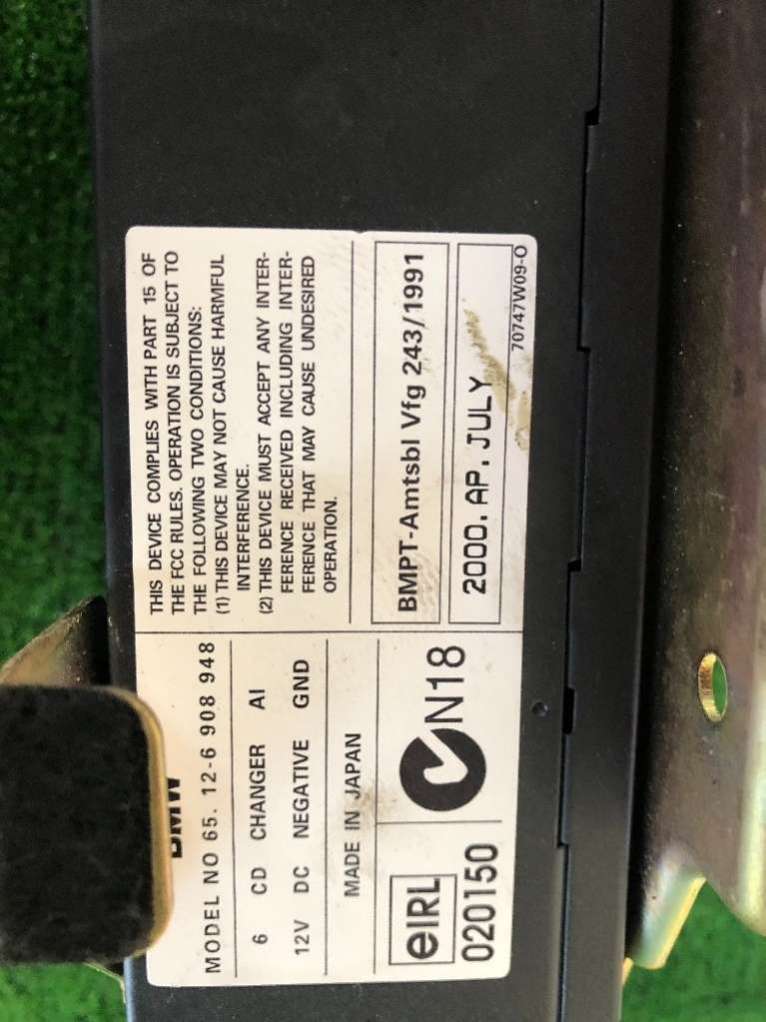 BMW
MODEL NO 65. 12-6 908 948
6 CD CHANGER AI
12V DC NEGATIVE GND
MADE IN JAPAN
eIRL
020150
N18
THIS DEVICE COMPLIES WITH PART 15 OF
THE FCC RULES. OPERATION IS SUBJECT TO
THE FOLLOWING TWO CONDITIONS:
(1) THIS DEVICE MAY NOT CAUSE HARMFUL
INTERFERENCE.
(2) THIS DEVICE MUST ACCEPT ANY INTER-
FERENCE RECEIVED INCLUDING INTER-
FERENCE THAT MAY CAUSE UNDESIRED
OPERATION.
BMPT-Amtsbl Vfg 243/1991
2000. AP. JULY
70747W09-O